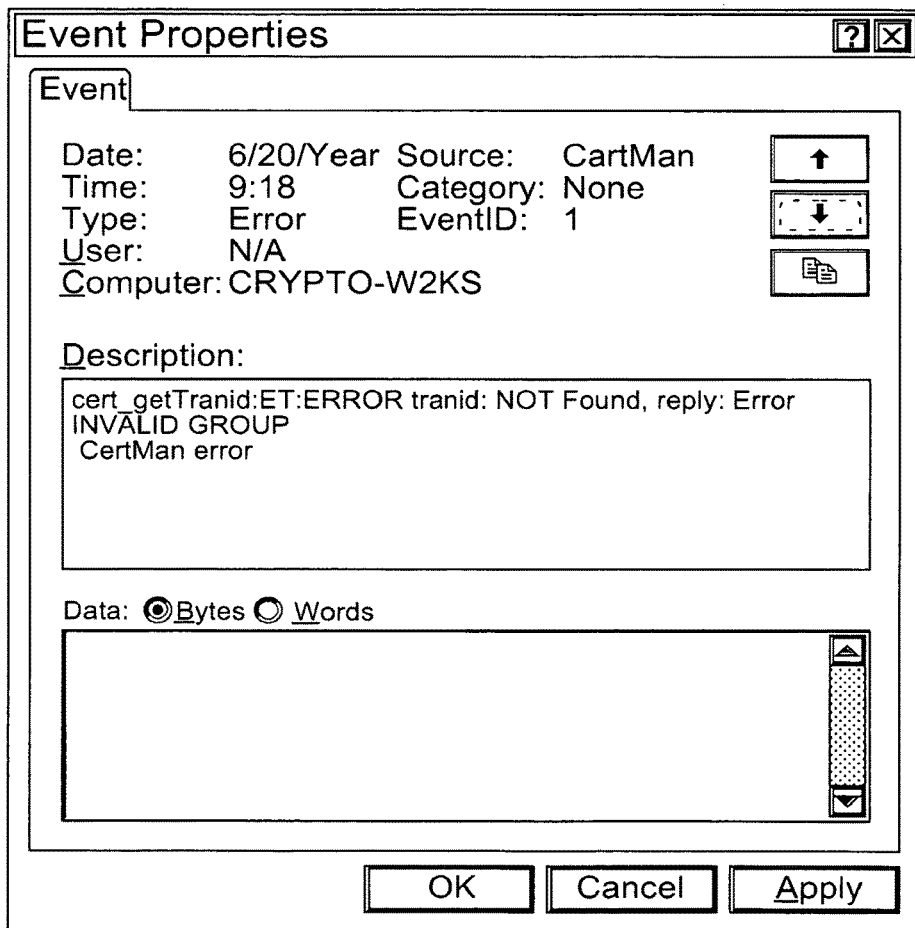 Event Properties ? X
Event
Date: 6/20/Year Source: CartMan
Time: 9:18 Category: None
Type: Error EventID: 1
User: N/A
Computer: CRYPTO-W2KS
Description:
cert_getTranid:ET:ERROR tranid: NOT Found, reply: Error
INVALID GROUP
CertMan error
Data: Bytes Words
OK Cancel Apply